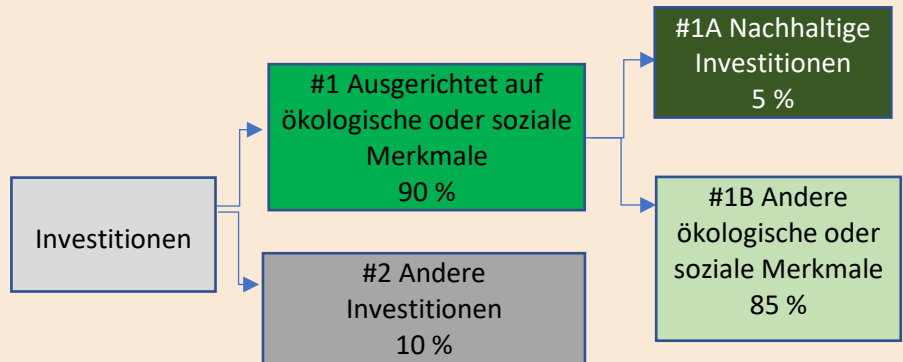 Investitionen
#1 Ausgerichtet auf
ökologische oder soziale
Merkmale
90 %
#2 Andere
Investitionen
10 %
#1A Nachhaltige
Investitionen
5 %
#1B Andere
ökologische oder
soziale Merkmale
85 %